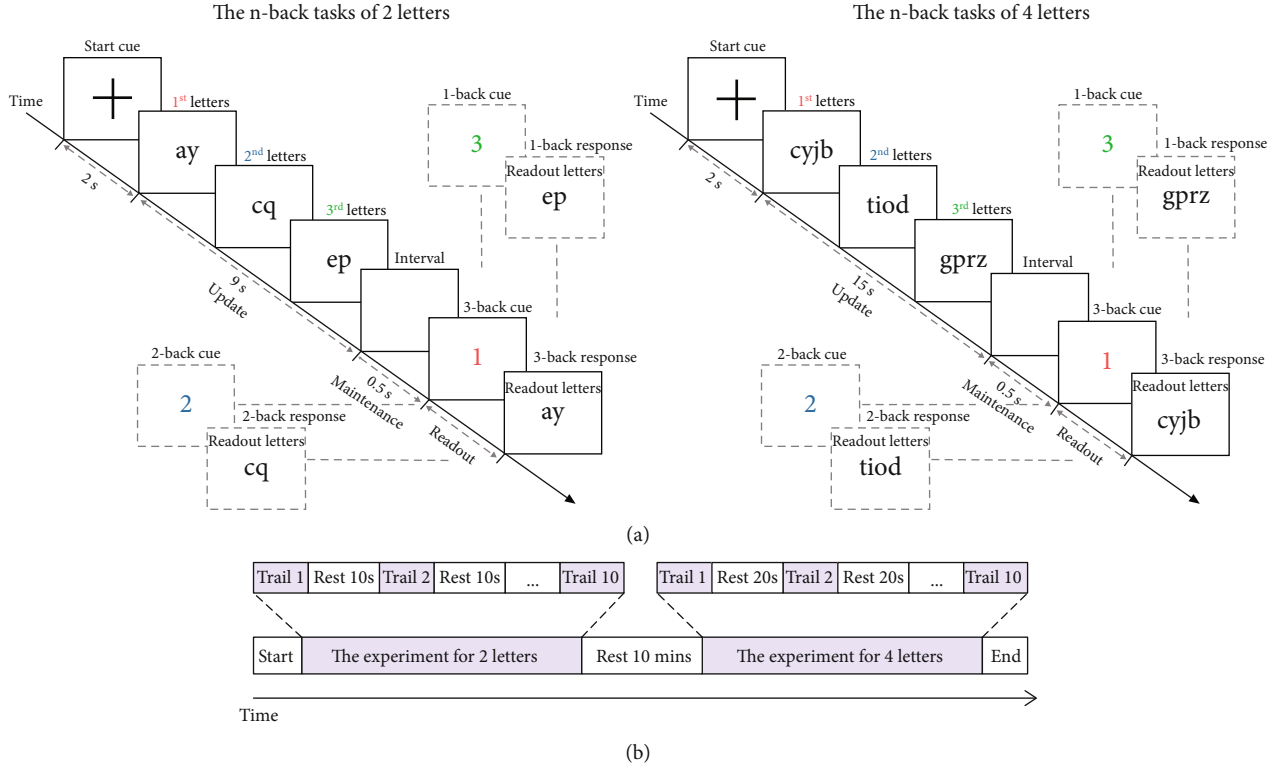 The n-back tasks of 2 letters
Start cue
Time
1st letters
ay
2nd letters
cq
3rd letters
ep
Interval
3-back cue
1
3-back response
Readout letters
ay
1-back cue
3
1-back response
Readout letters
ep
2-back cue
2
2-back response
Readout letters
cq
2 s
9 s
Update
0.5 s
Maintenance
Readout
The n-back tasks of 4 letters
Start cue
Time
1st letters
cyjb
2nd letters
tiod
3rd letters
gprz
Interval
3-back cue
1
3-back response
Readout letters
cyjb
1-back cue
3
1-back response
Readout letters
gprz
2-back cue
2
2-back response
Readout letters
tiod
2 s
15 s
Update
0.5 s
Maintenance
Readout
(a)
Trail 1 Rest 10s Trail 2 Rest 10s ... Trail 10
Trail 1 Rest 20s Trail 2 Rest 20s ... Trail 10
Start The experiment for 2 letters Rest 10 mins The experiment for 4 letters End
Time
(b)